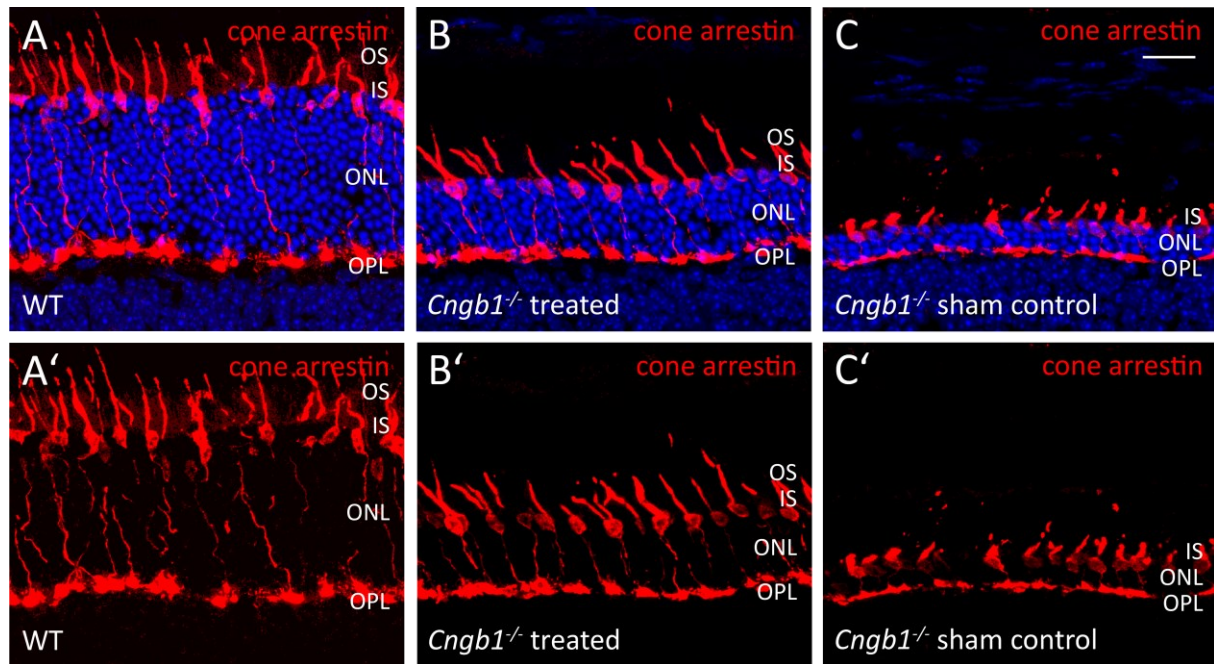 A cone arrestin
OS
IS
ONL
OPL
WT
B cone arrestin
OS
IS
ONL
OPL
Cngb1-/- treated
C cone arrestin
IS
ONL
OPL
Cngb1-/- sham control
A' cone arrestin
OS
IS
ONL
OPL
WT
B' cone arrestin
OS
IS
ONL
OPL
Cngb1-/- treated
C' cone arrestin
IS
ONL
OPL
Cngb1-/- sham control